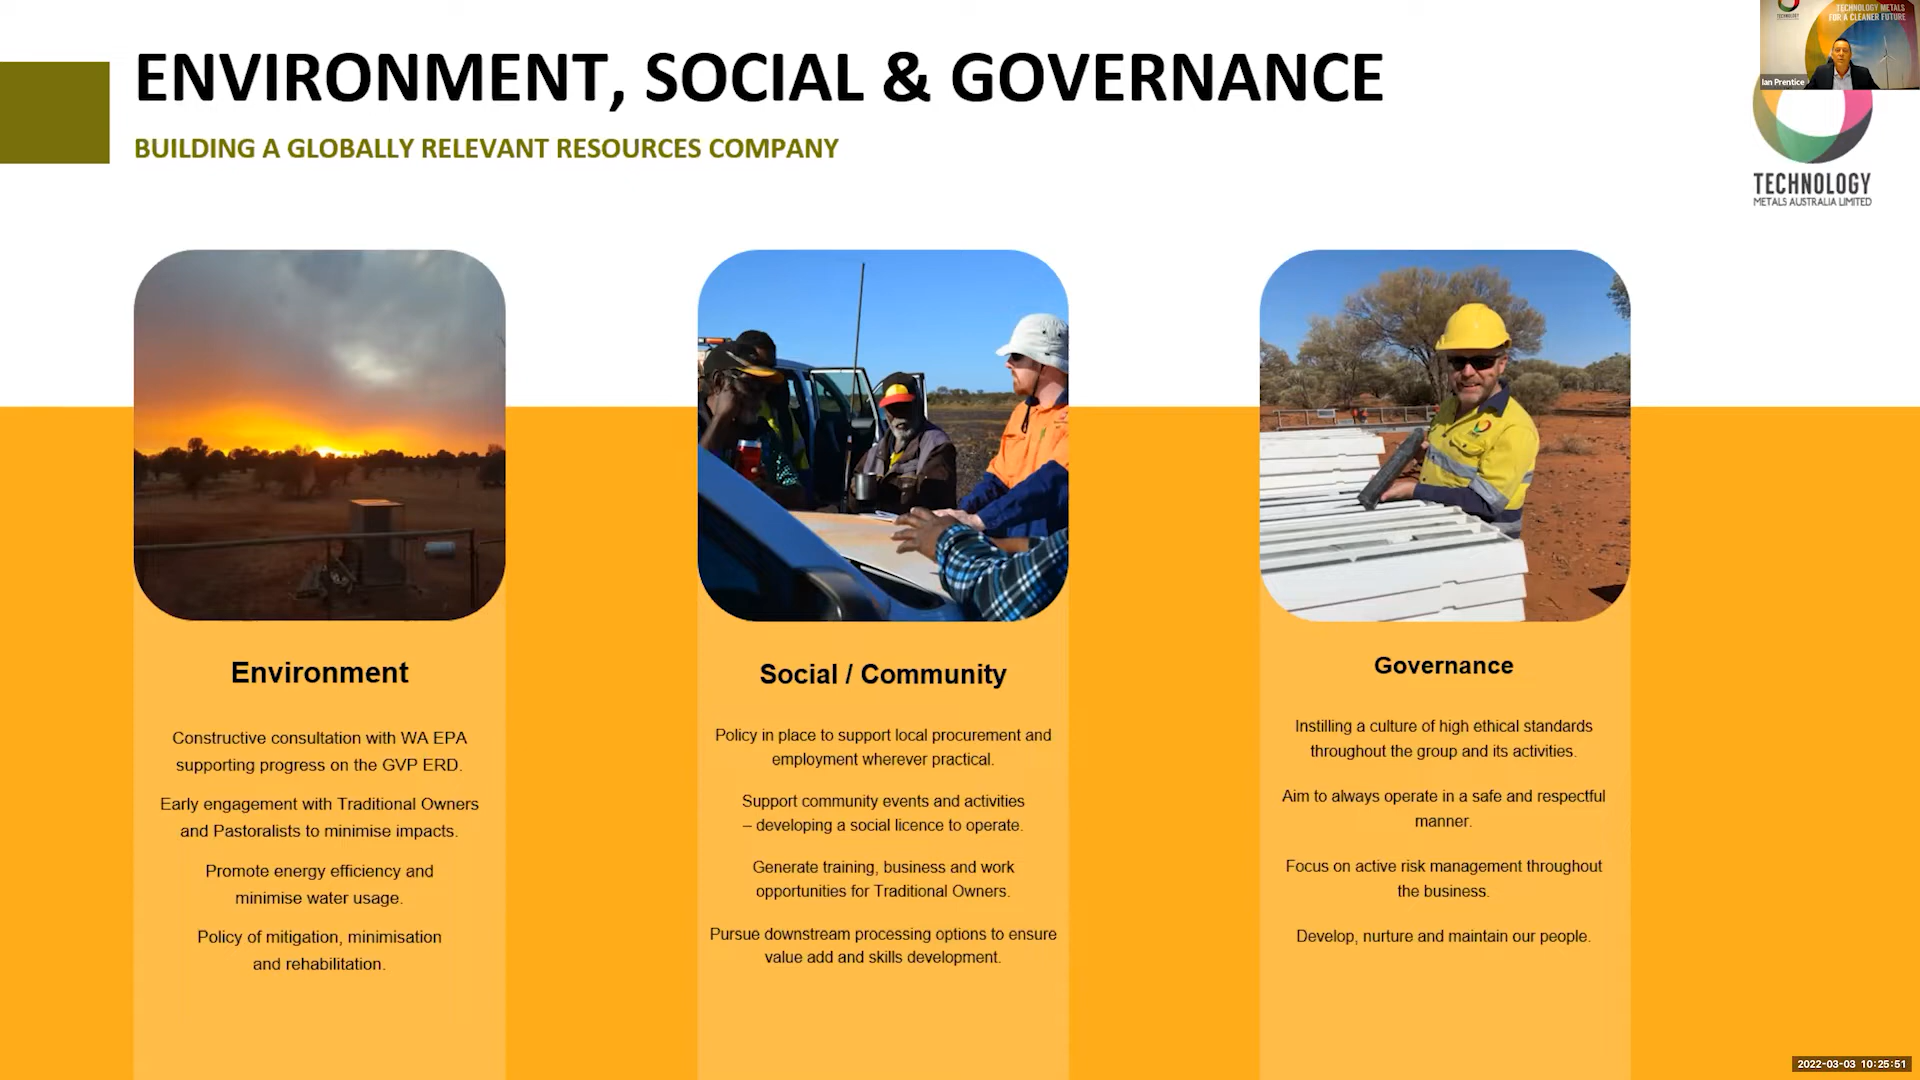 ENVIRONMENT, SOCIAL & GOVERNANCE
BUILDING A GLOBALLY RELEVANT RESOURCES COMPANY
TECHNOLOGY METALS
FOR A CLEANER FUTURE
Ian Prentice
TECHNOLOGY
METALS AUSTRALIA LIMITED
Environment
Constructive consultation with WA EPA
supporting progress on the GVP ERD.
Early engagement with Traditional Owners
and Pastoralists to minimise impacts.
Promote energy efficiency and
minimise water usage.
Policy of mitigation, minimisation
and rehabilitation.
Social / Community
Policy in place to support local procurement and
employment wherever practical.
Support community events and activities
– developing a social licence to operate.
Generate training, business and work
opportunities for Traditional Owners.
Pursue downstream processing options to ensure
value add and skills development.
Governance
Instilling a culture of high ethical standards
throughout the group and its activities.
Aim to always operate in a safe and respectful
manner.
Focus on active risk management throughout
the business.
Develop, nurture and maintain our people.
2022-03-03 10:25:51